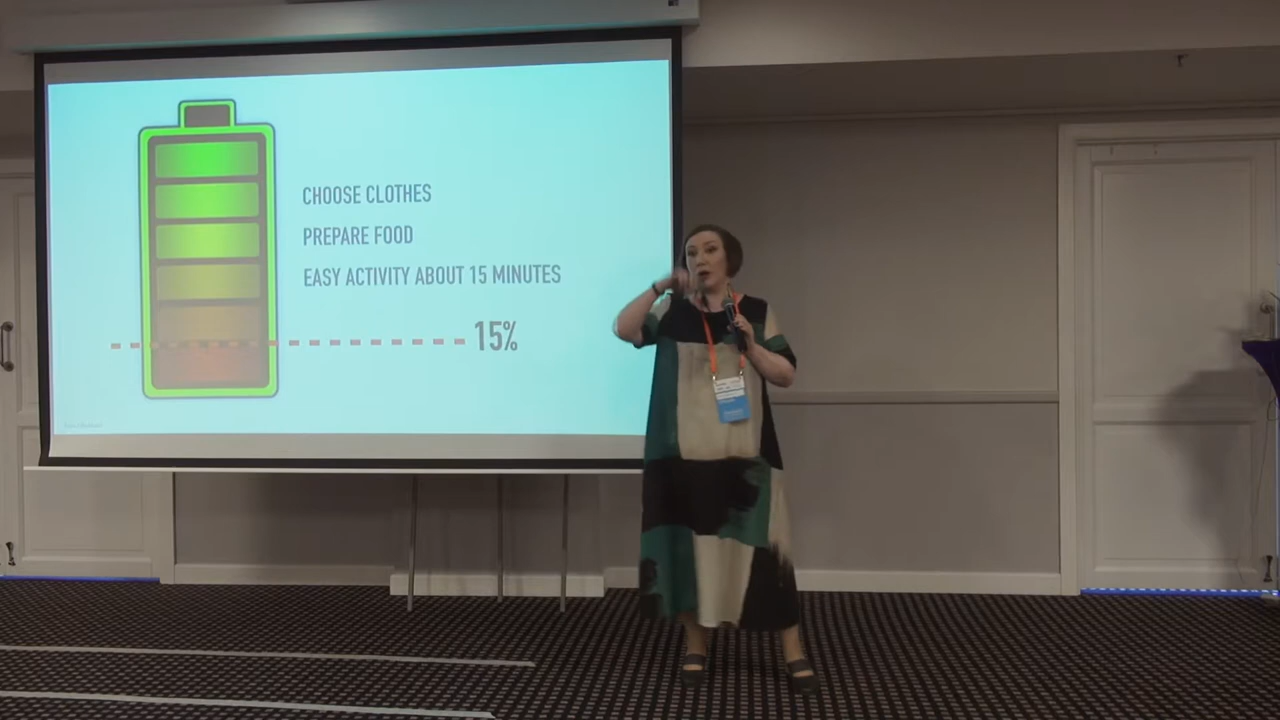 CHOOSE CLOTHES
PREPARE FOOD
EASY ACTIVITY ABOUT 15 MINUTES
15%